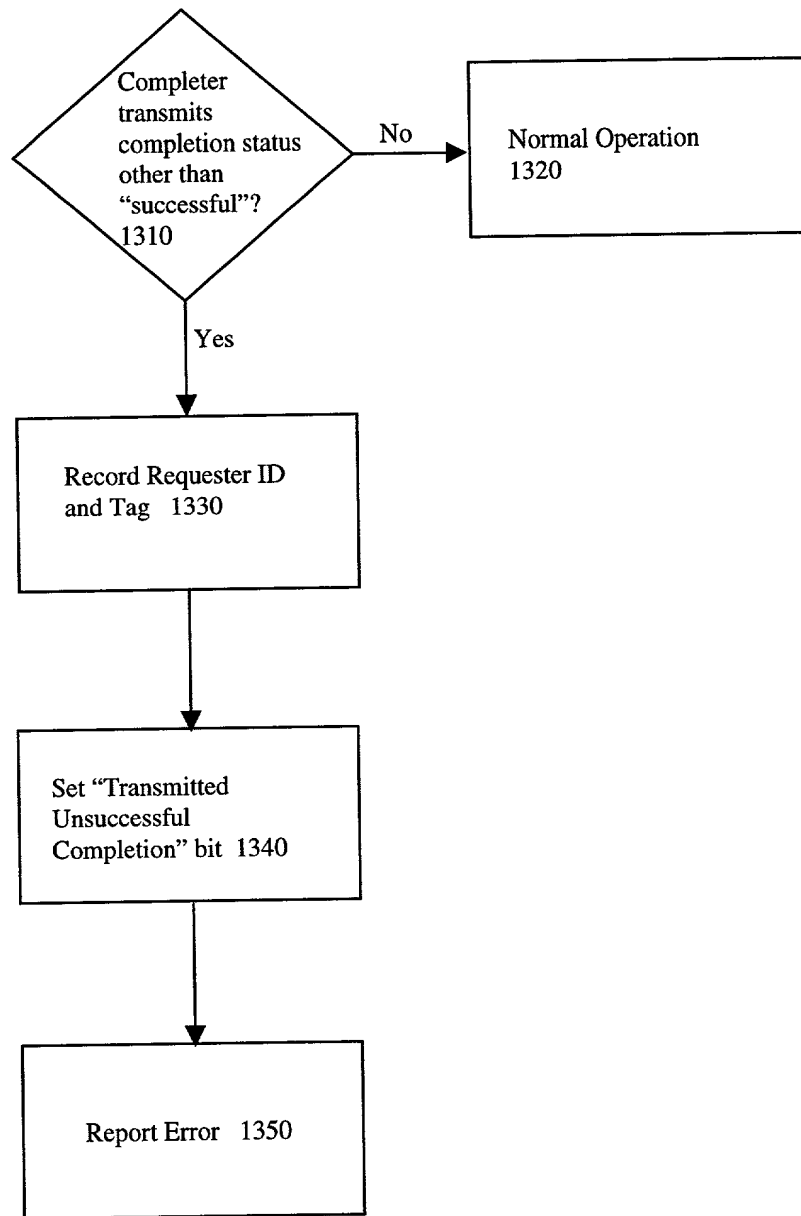 Completer
transmits
completion status
other than
“successful”?
1310
No
Normal Operation
1320
Yes
Record Requester ID
and Tag 1330
Set “Transmitted
Unsuccessful
Completion” bit 1340
Report Error 1350